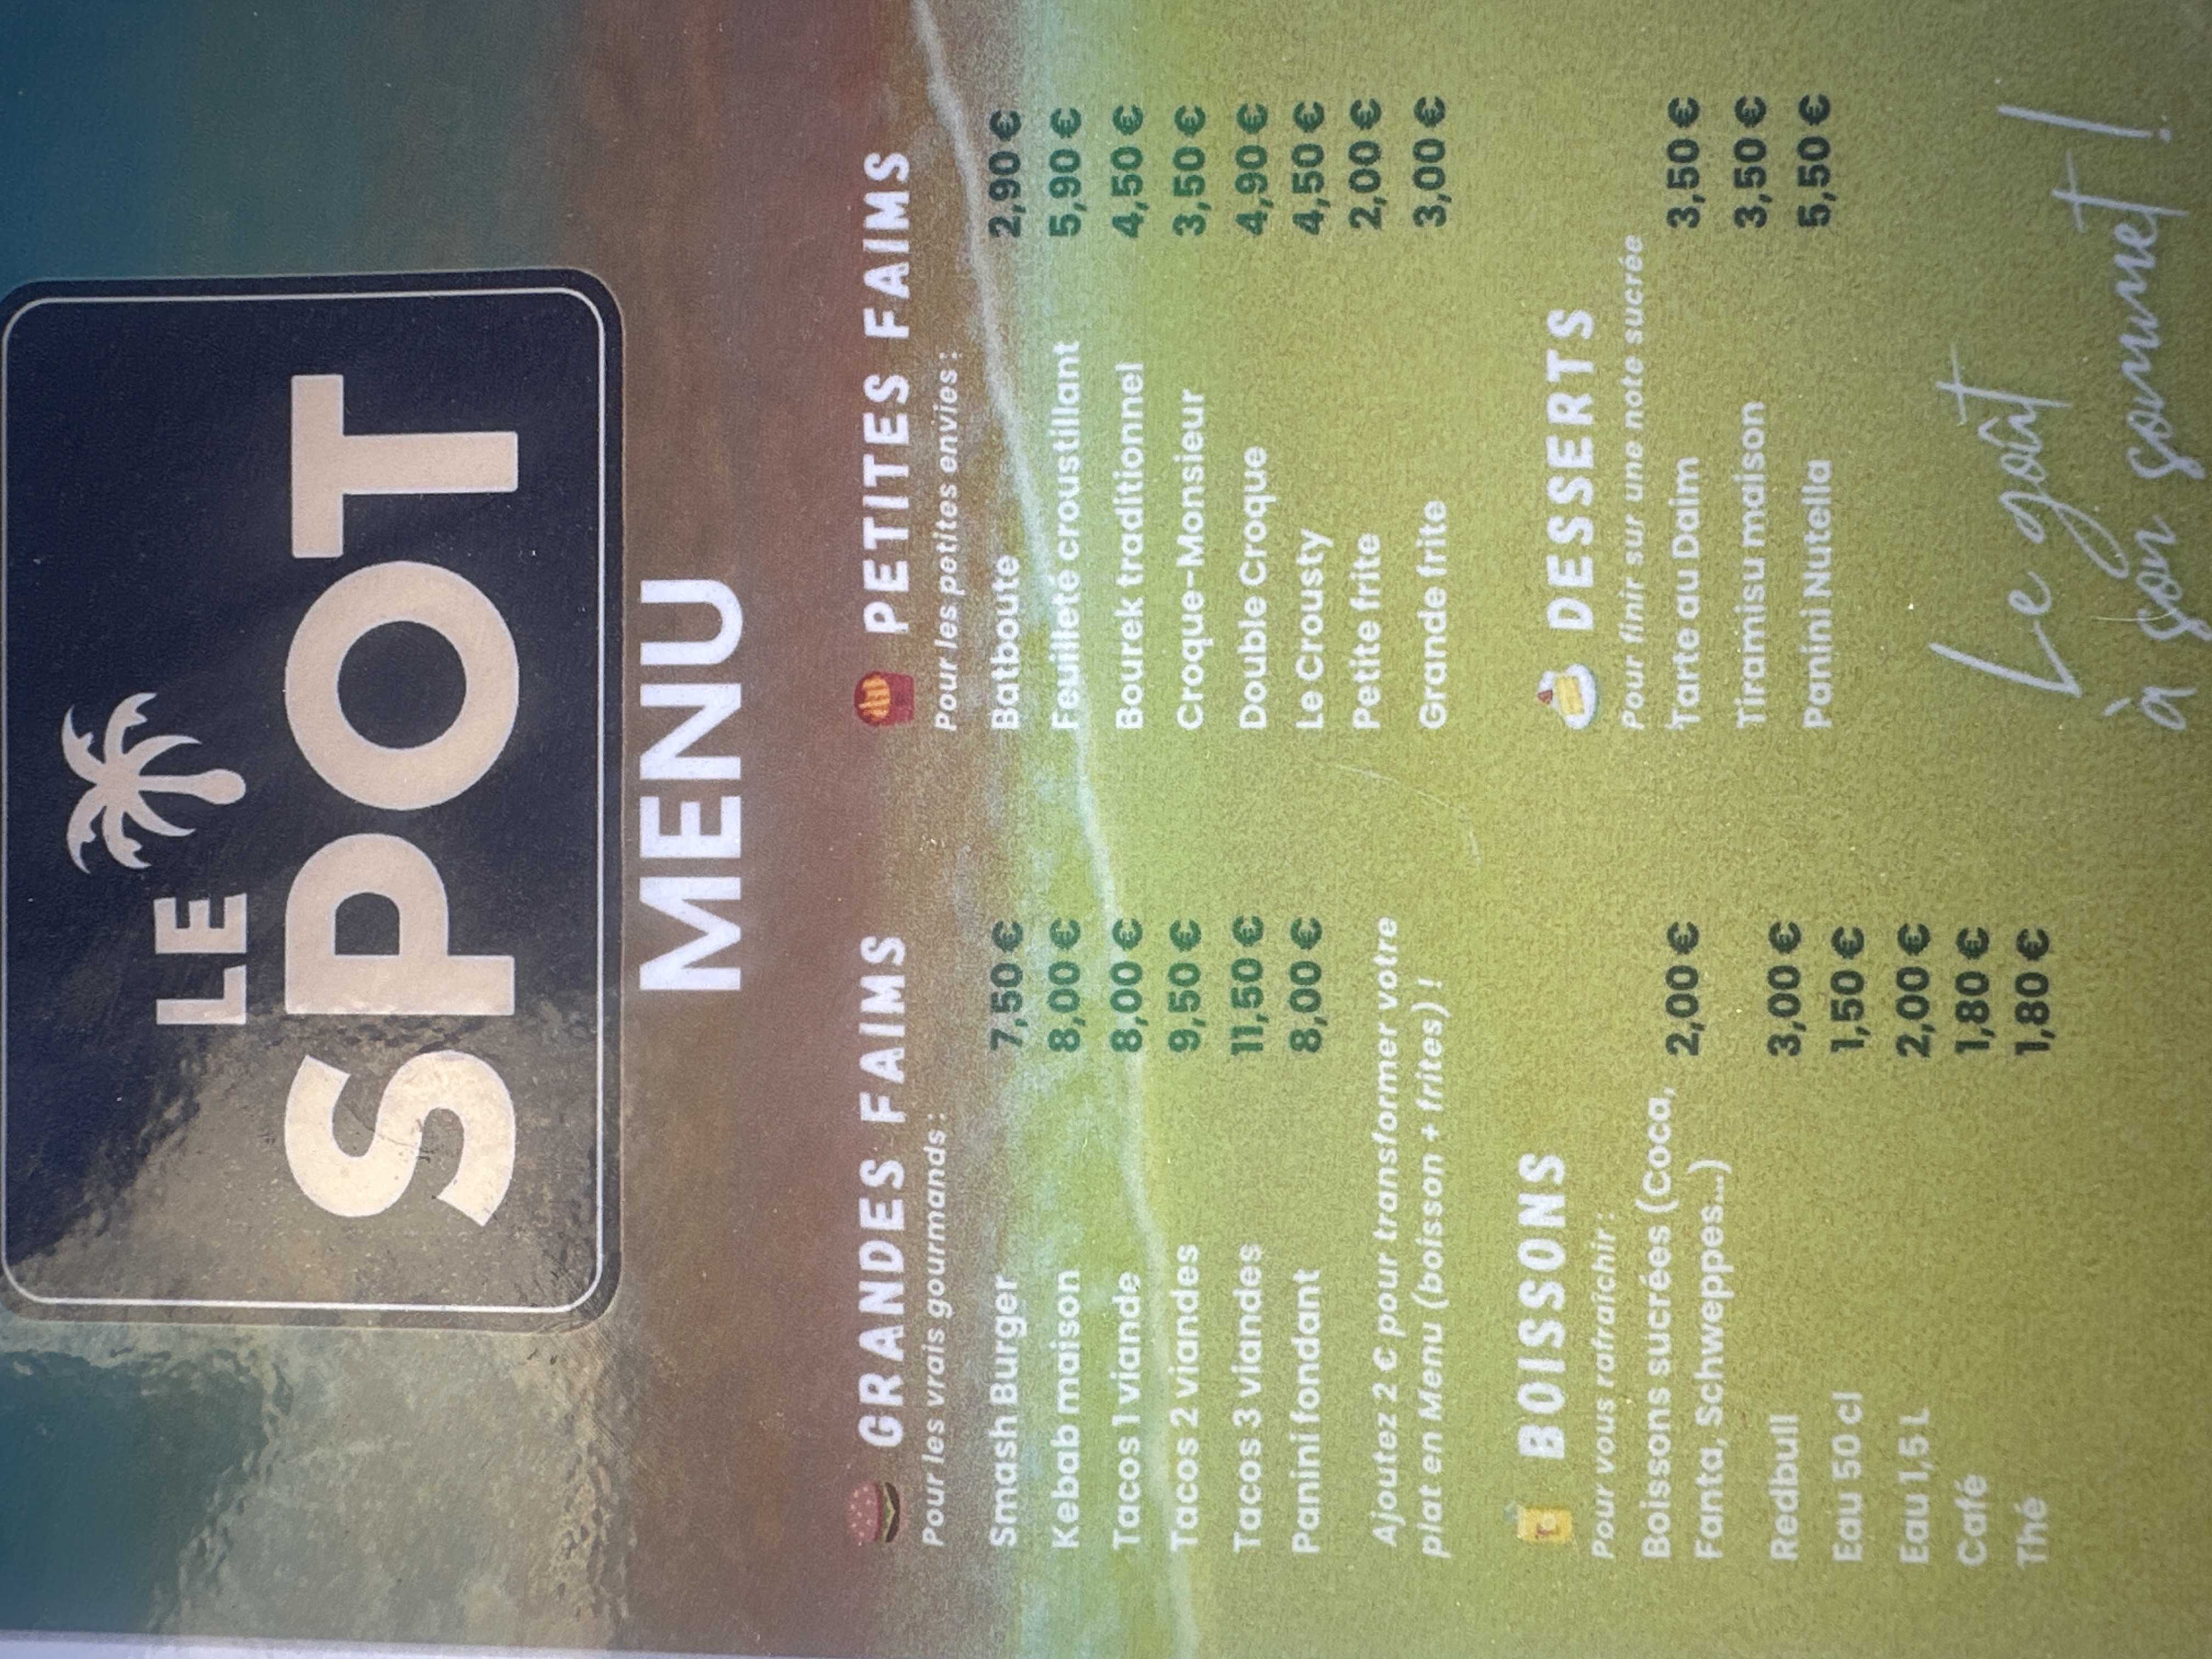 LE
SPOT
MENU
GRANDES FAIMS
Pour les vrais gourmands :
Smash Burger 7,50 €
Kebab maison 8,00 €
Tacos 1 viande 8,00 €
Tacos 2 viandes 9,50 €
Tacos 3 viandes 11,50 €
Panini fondant 8,00 €
Ajoutez 2 € pour transformer votre
plat en Menu (boisson + frites) !
PETITES FAIMS
Pour les petites envies :
Batboute 2,90 €
Feuilleté croustillant 5,90 €
Bourek traditionnel 4,50 €
Croque-Monsieur 3,50 €
Double Croque 4,90 €
Le Crousty 4,50 €
Petite frite 2,00 €
Grande frite 3,00 €
BOISSONS
Pour vous rafraîchir :
Boissons sucrées (Coca, 2,00 €
Fanta, Schweppes...)
Redbull 3,00 €
Eau 50 cl 1,50 €
Eau 1,5 L 2,00 €
Café 1,80 €
Thé 1,80 €
DESSERTS
Pour finir sur une note sucrée
Tarte au Daim 3,50 €
Tiramisu maison 3,50 €
Panini Nutella 5,50 €
Le goût
à son sommet !